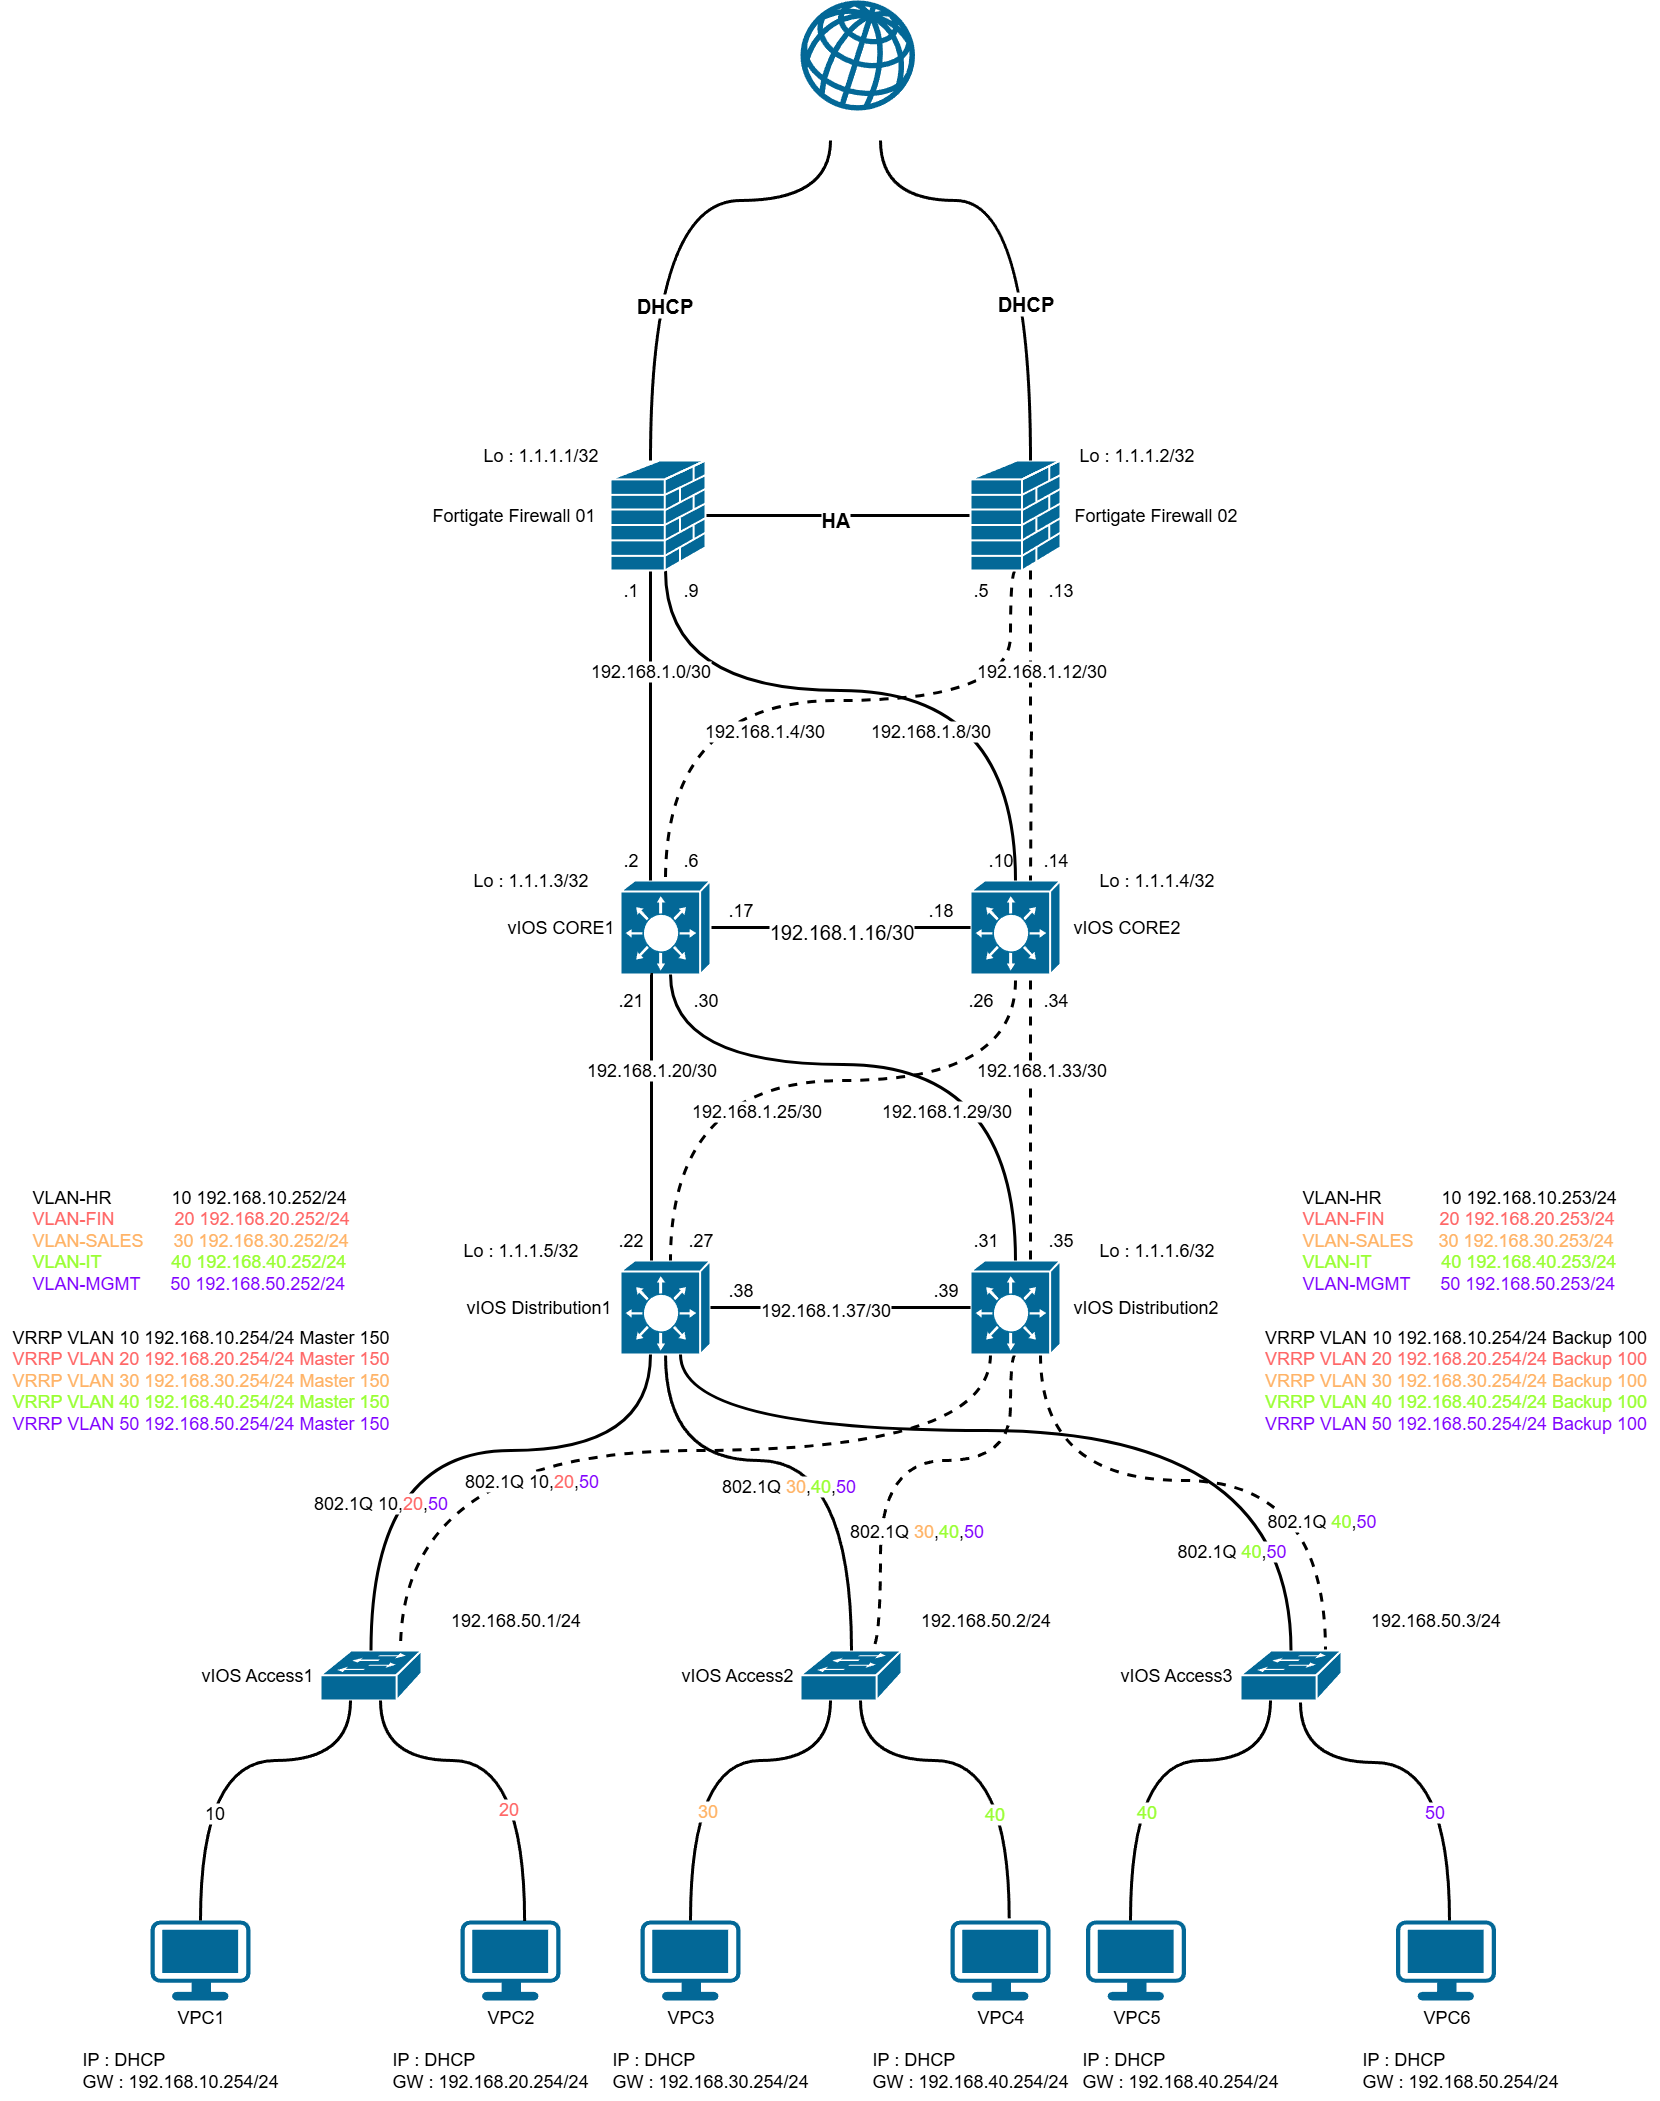 DHCP
DHCP
Lo : 1.1.1.1/32
Lo : 1.1.1.2/32
Fortigate Firewall 01
HA
Fortigate Firewall 02
.1
.9
.5
.13
192.168.1.0/30
192.168.1.12/30
192.168.1.4/30
192.168.1.8/30
.2
.6
.10
.14
Lo : 1.1.1.3/32
Lo : 1.1.1.4/32
.17
.18
vIOS CORE1
192.168.1.16/30
vIOS CORE2
.21
.30
.26
.34
192.168.1.20/30
192.168.1.33/30
192.168.1.25/30
192.168.1.29/30
VLAN-HR 10 192.168.10.252/24
VLAN-FIN 20 192.168.20.252/24
VLAN-SALES 30 192.168.30.252/24
VLAN-IT 40 192.168.40.252/24
VLAN-MGMT 50 192.168.50.252/24
VLAN-HR 10 192.168.10.253/24
VLAN-FIN 20 192.168.20.253/24
VLAN-SALES 30 192.168.30.253/24
VLAN-IT 40 192.168.40.253/24
VLAN-MGMT 50 192.168.50.253/24
.22
.27
.31
.35
Lo : 1.1.1.5/32
Lo : 1.1.1.6/32
.38
.39
vIOS Distribution1
192.168.1.37/30
vIOS Distribution2
VRRP VLAN 10 192.168.10.254/24 Master 150
VRRP VLAN 20 192.168.20.254/24 Master 150
VRRP VLAN 30 192.168.30.254/24 Master 150
VRRP VLAN 40 192.168.40.254/24 Master 150
VRRP VLAN 50 192.168.50.254/24 Master 150
VRRP VLAN 10 192.168.10.254/24 Backup 100
VRRP VLAN 20 192.168.20.254/24 Backup 100
VRRP VLAN 30 192.168.30.254/24 Backup 100
VRRP VLAN 40 192.168.40.254/24 Backup 100
VRRP VLAN 50 192.168.50.254/24 Backup 100
802.1Q 10,20,50
802.1Q 10,20,50
802.1Q 30,40,50
802.1Q 30,40,50
802.1Q 40,50
802.1Q 40,50
192.168.50.1/24
192.168.50.2/24
192.168.50.3/24
vIOS Access1
vIOS Access2
vIOS Access3
10
20
30
40
40
50
VPC1
VPC2
VPC3
VPC4
VPC5
VPC6
IP : DHCP
GW : 192.168.10.254/24
IP : DHCP
GW : 192.168.20.254/24
IP : DHCP
GW : 192.168.30.254/24
IP : DHCP
GW : 192.168.40.254/24
IP : DHCP
GW : 192.168.40.254/24
IP : DHCP
GW : 192.168.50.254/24